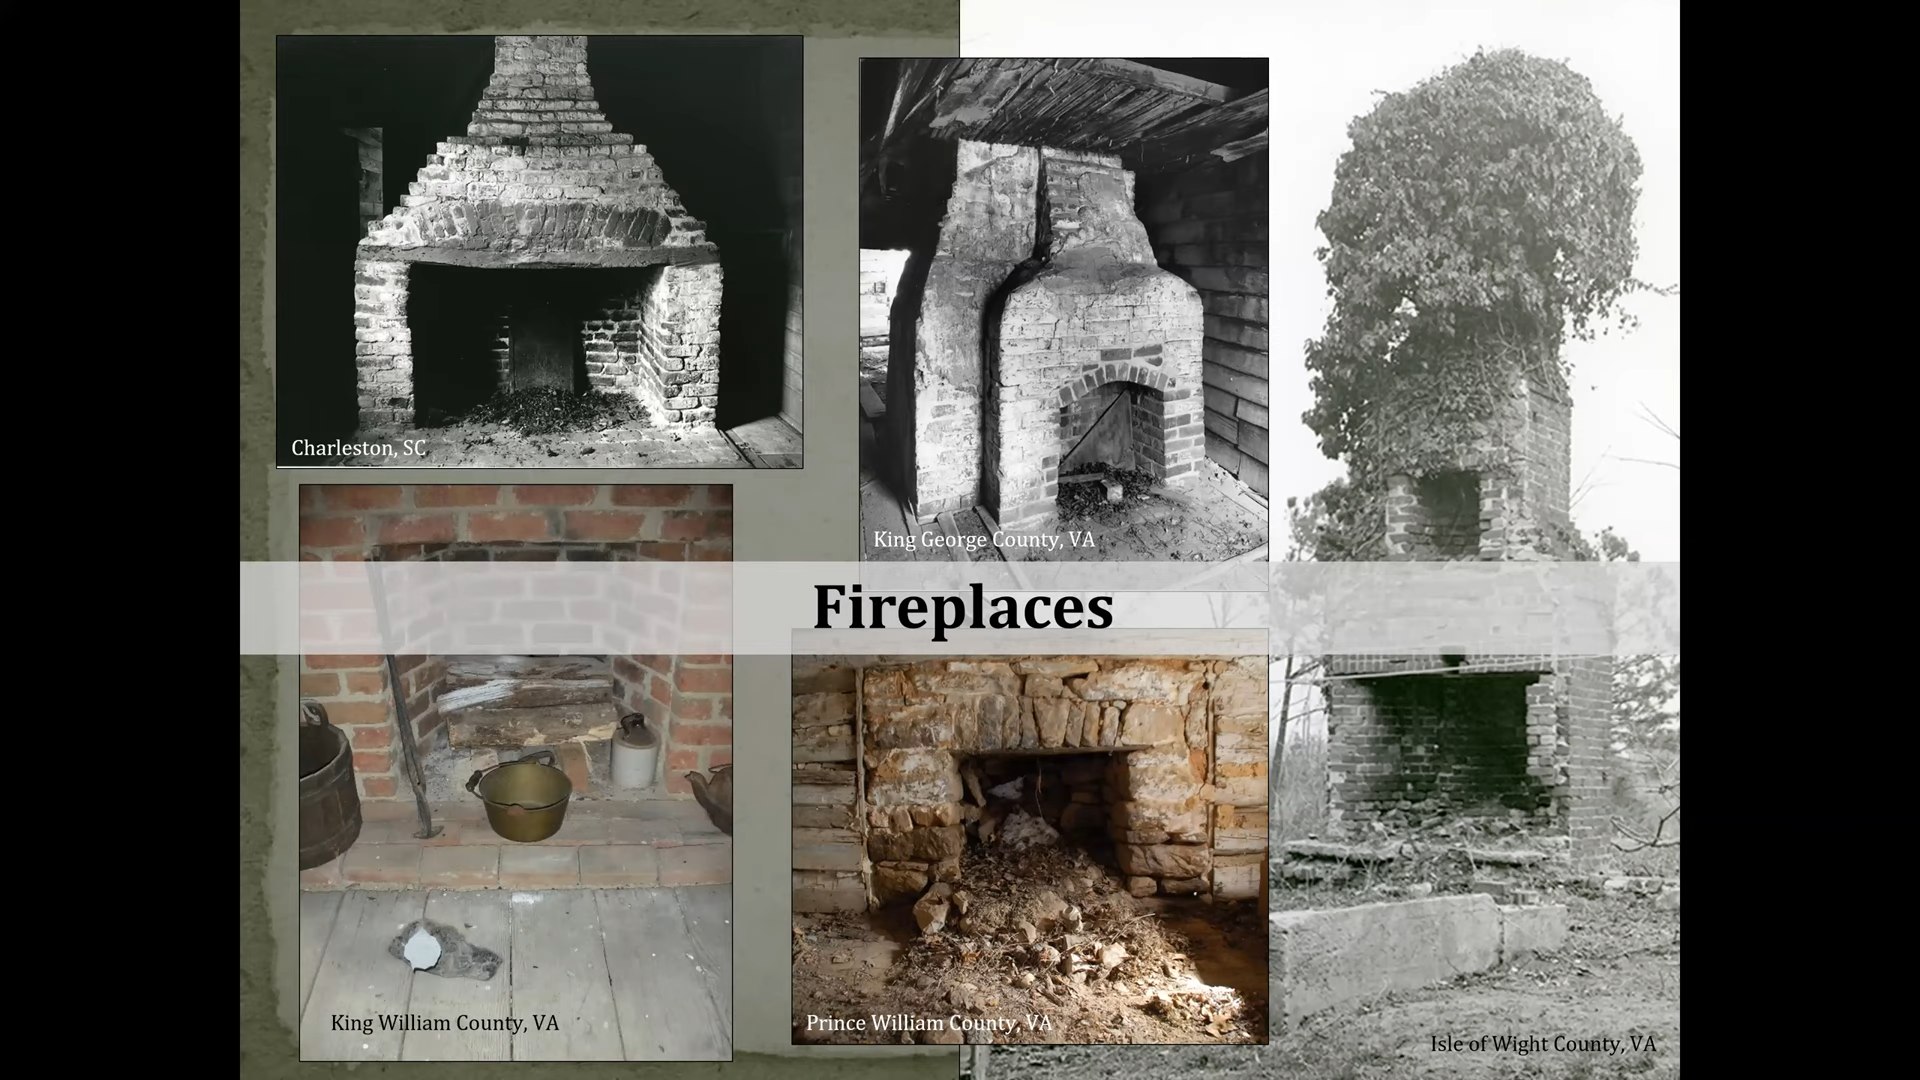 Charleston, SC
King George County, VA
Fireplaces
King William County, VA
Prince William County, VA
Isle of Wight County, VA